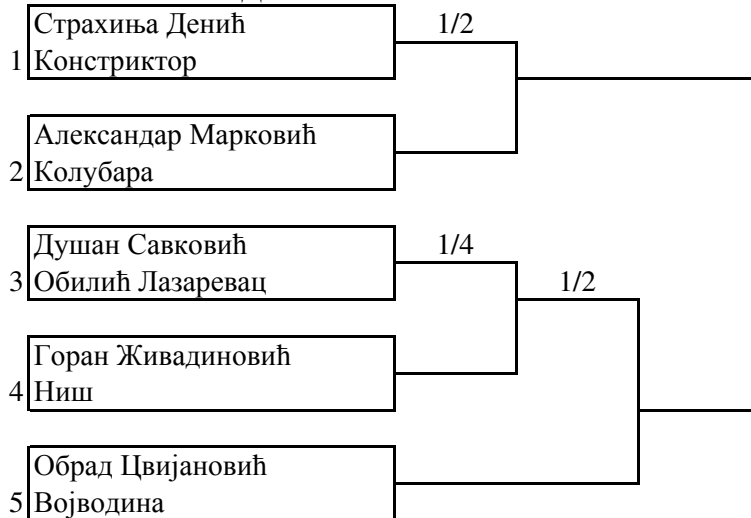 Страхиња Денић 1/2
1 Констриктор
Александар Марковић
2 Колубара
Душан Савковић 1/4
3 Обилић Лазаревац 1/2
Горан Живадиновић
4 Ниш
Обрад Цвијановић
5 Војводина